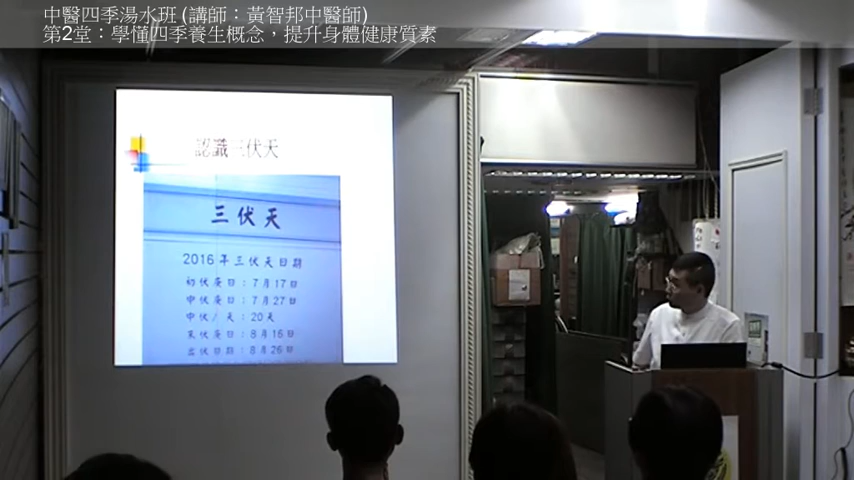 中醫四季湯水班 (講師：黃智邦中醫師)
第2堂：學懂四季養生概念，提升身體健康質素
認識三伏天
三伏天
2016年三伏天日期
初伏庚日：7月17日
中伏庚日：7月27日
中伏/天：20天
末伏庚日：8月16日
出伏日期：8月26日